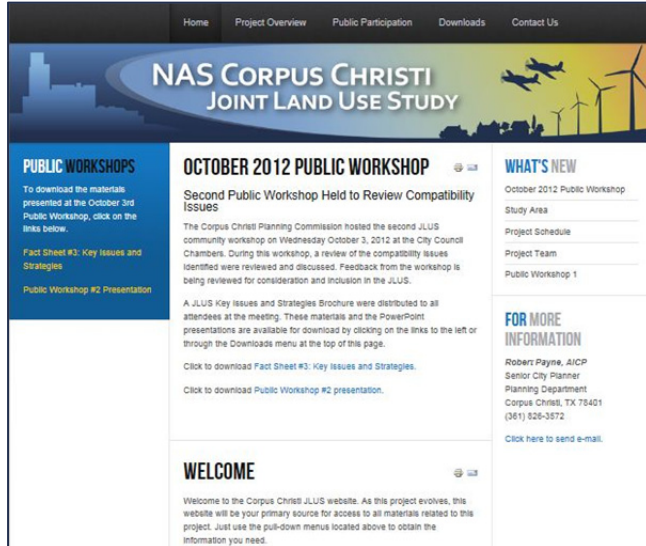 Home Project Overview Public Participation Downloads Contact Us
NAS CORPUS CHRISTI
JOINT LAND USE STUDY
PUBLIC WORKSHOPS
To download the materials
presented at the October 3rd
Public Workshop, click on the
links below.
Fact Sheet #3: Key Issues and
Strategies
Public Workshop #2 Presentation
OCTOBER 2012 PUBLIC WORKSHOP
Second Public Workshop Held to Review Compatibility
Issues
The Corpus Christi Planning Commission hosted the second JLUS
community workshop on Wednesday October 3, 2012 at the City Council
Chambers. During this workshop, a review of the compatibility issues
identified were reviewed and discussed. Feedback from the workshop is
being reviewed for consideration and inclusion in the JLUS.
A JLUS Key Issues and Strategies Brochure were distributed to all
attendees at the meeting. These materials and the PowerPoint
presentations are available for download by clicking on the links to the left or
through the Downloads menu at the top of this page.
Click to download Fact Sheet #3: Key Issues and Strategies.
Click to download Public Workshop #2 presentation.
WELCOME
Welcome to the Corpus Christi JLUS website. As this project evolves, this
website will be your primary source for access to all materials related to this
project. Just use the pull-down menus located above to obtain the
information you need.
WHAT'S NEW
October 2012 Public Workshop
Study Area
Project Schedule
Project Team
Public Workshop 1
FOR MORE
INFORMATION
Robert Payne, AICP
Senior City Planner
Planning Department
Corpus Christi, TX 78401
(361) 826-3572
Click here to send e-mail.